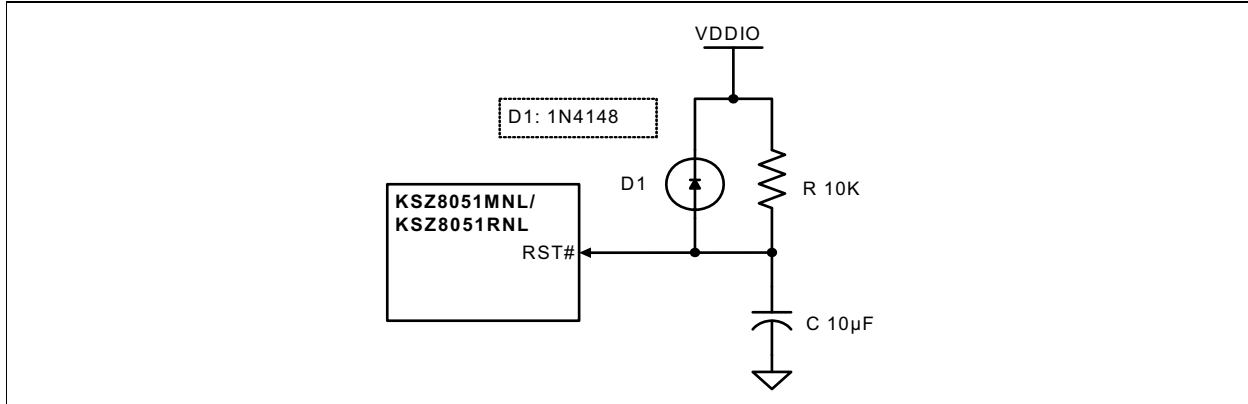 VDDIO
D1: 1N4148
D1
R 10K
KSZ8051MNL/
KSZ8051RNL
RST#
C 10µF